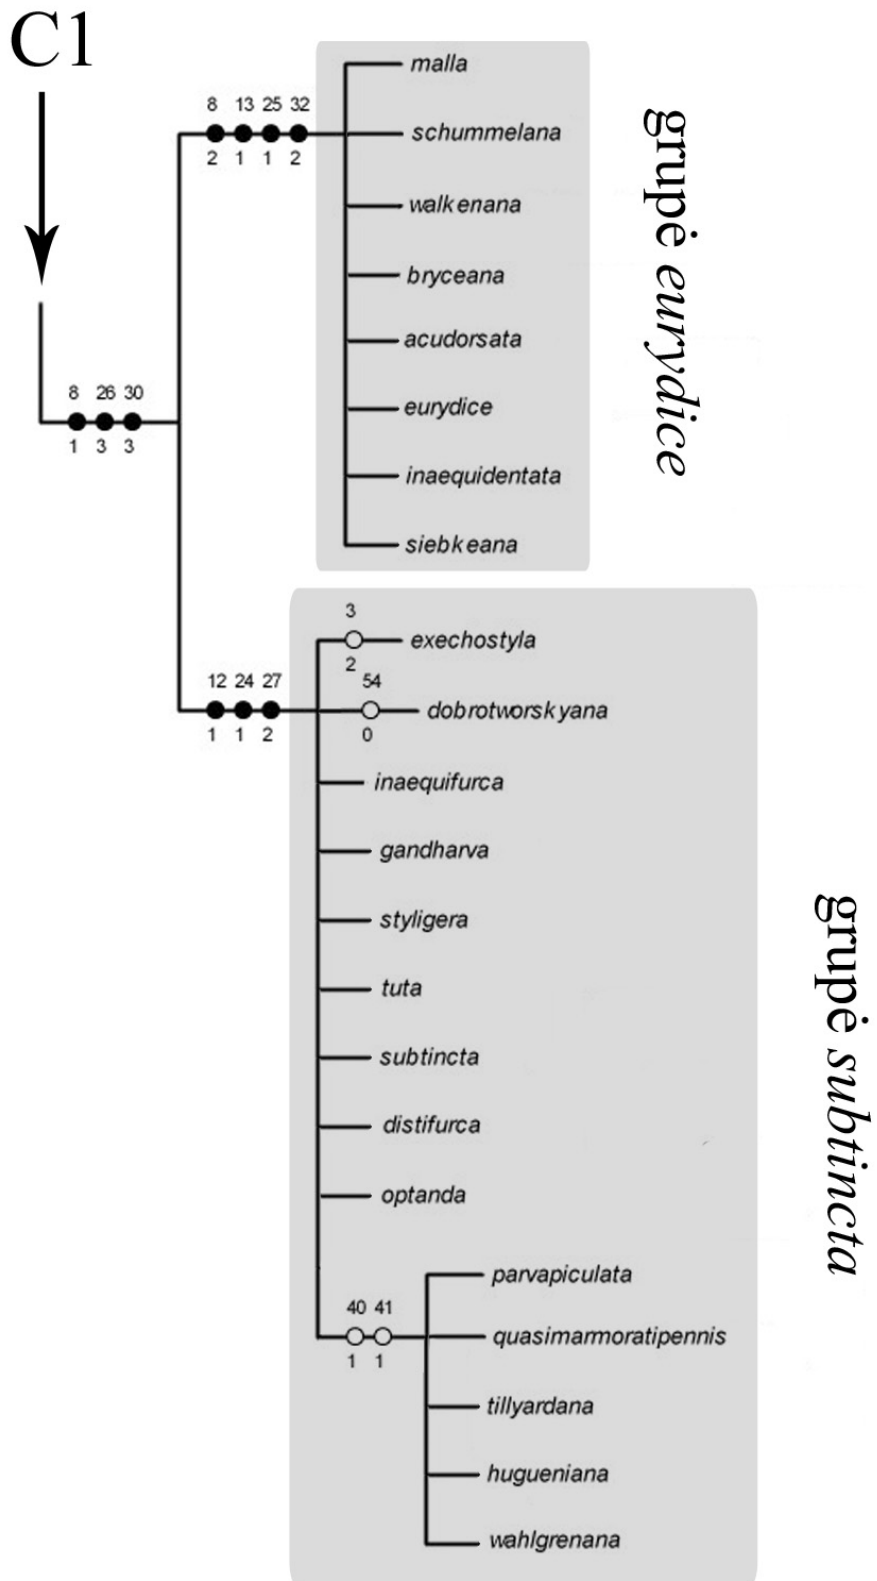 C1
8 13 25 32
2 1 1 2
malla
schummelana
walkenana
bryceana
acudorsata
eurydice
inaequidentata
siebkeana
grupė eurydice
8 26 30
1 3 3
12 24 27
1 1 2
3
2
exechostyla
54
0
dobrotworskyana
inaequifurca
gandharva
styligera
tuta
subtincta
distifurca
optanda
40 41
1 1
parvapiculata
quasimarmoratipennis
tillyardana
hugueniana
wahlgrenana
grupė subtincta